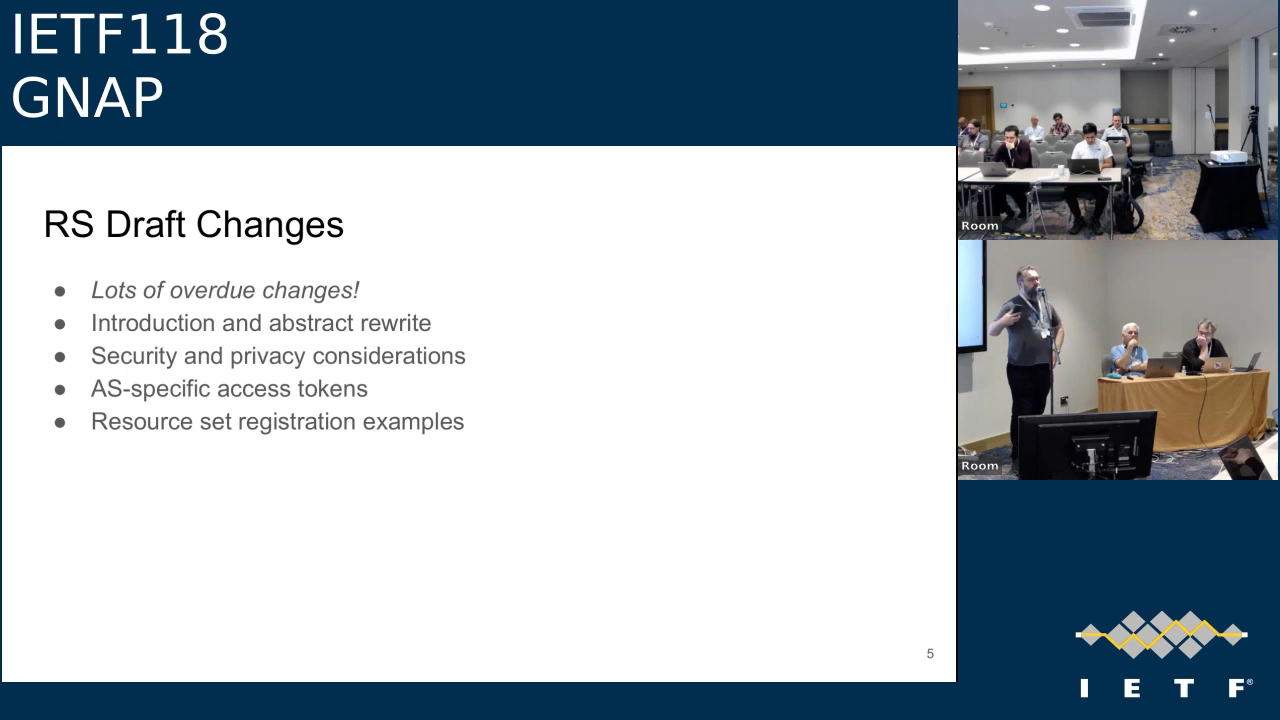 IETF118
GNAP
RS Draft Changes
● Lots of overdue changes!
● Introduction and abstract rewrite
● Security and privacy considerations
● AS-specific access tokens
● Resource set registration examples
5
Room
Room
I E T F®